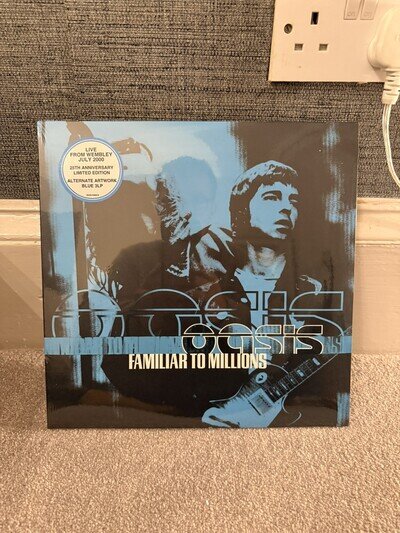 LIVE
FROM WEMBLEY
JULY 2000
25TH ANNIVERSARY
LIMITED EDITION
ALTERNATE ARTWORK
BLUE 3LP
oasis
oasis
FAMILIAR TO MILLIONS